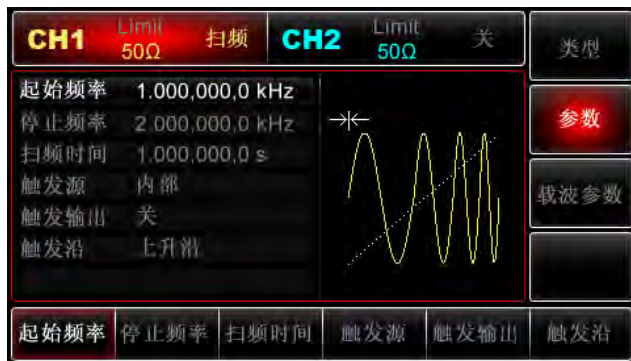 CH1 Limit 50Ω 扫频 CH2 Limit 50Ω 关
类型
起始频率 1.000,000,0 kHz
停止频率 2.000,000,0 kHz
扫频时间 1.000,000,0 s
触发源 内部
触发输出 关
触发沿 上升沿
参数
载波参数
起始频率 停止频率 扫频时间 触发源 触发输出 触发沿